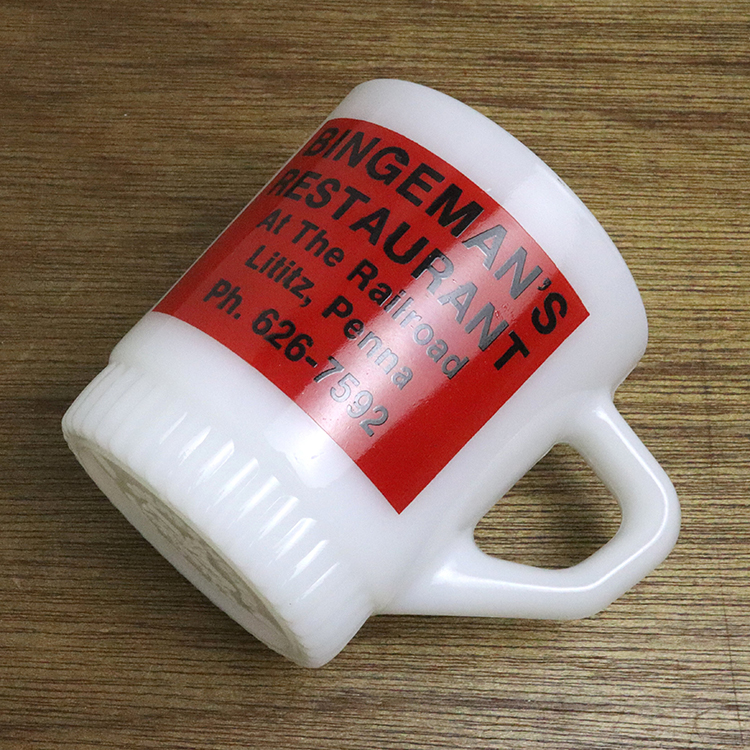 BINGEMAN'S
RESTAURANT
At The Railroad
Lititz, Penna
Ph. 626-7592